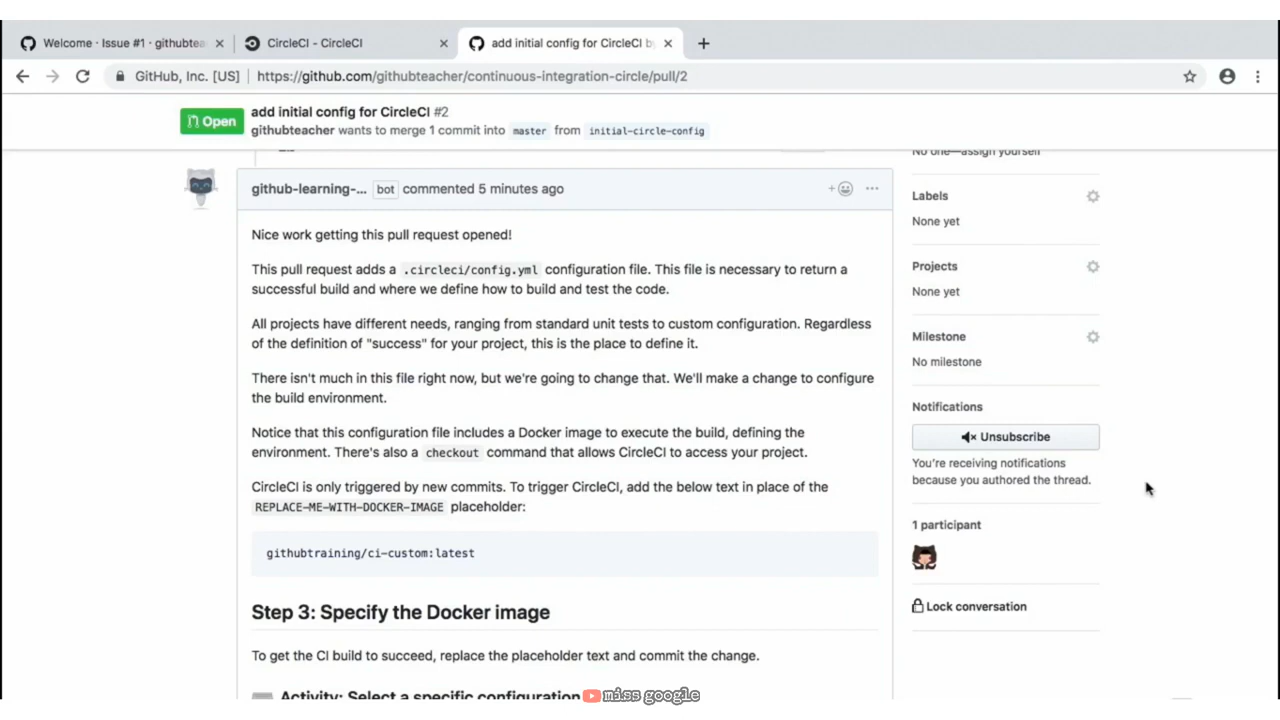 Welcome · Issue #1 · githubtea
CircleCI - CircleCI
add initial config for CircleCI by
GitHub, Inc. [US]
https://github.com/githubteacher/continuous-integration-circle/pull/2
Open
add initial config for CircleCI #2
githubteacher wants to merge 1 commit into master from initial-circle-config
No one—assign yourself
github-learning-... bot commented 5 minutes ago
Labels
None yet
Nice work getting this pull request opened!
This pull request adds a .circleci/config.yml configuration file. This file is necessary to return a
successful build and where we define how to build and test the code.
Projects
None yet
All projects have different needs, ranging from standard unit tests to custom configuration. Regardless
of the definition of "success" for your project, this is the place to define it.
Milestone
No milestone
There isn't much in this file right now, but we're going to change that. We'll make a change to configure
the build environment.
Notifications
Unsubscribe
You're receiving notifications
because you authored the thread.
Notice that this configuration file includes a Docker image to execute the build, defining the
environment. There's also a checkout command that allows CircleCI to access your project.
CircleCI is only triggered by new commits. To trigger CircleCI, add the below text in place of the
REPLACE-ME-WITH-DOCKER-IMAGE placeholder:
1 participant
githubtraining/ci-custom:latest
Lock conversation
Step 3: Specify the Docker image
To get the CI build to succeed, replace the placeholder text and commit the change.
Activity: Select a specific configuration
miss google